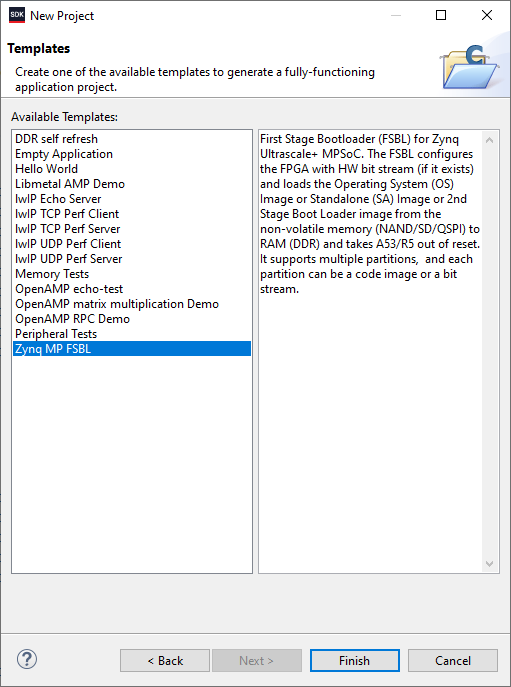 SDK New Project
Templates
Create one of the available templates to generate a fully-functioning
application project.
Available Templates:
DDR self refresh
Empty Application
Hello World
Libmetal AMP Demo
lwIP Echo Server
lwIP TCP Perf Client
lwIP TCP Perf Server
lwIP UDP Perf Client
lwIP UDP Perf Server
Memory Tests
OpenAMP echo-test
OpenAMP matrix multiplication Demo
OpenAMP RPC Demo
Peripheral Tests
Zynq MP FSBL
First Stage Bootloader (FSBL) for Zynq
Ultrascale+ MPSoC. The FSBL configures
the FPGA with HW bit stream (if it exists)
and loads the Operating System (OS)
Image or Standalone (SA) Image or 2nd
Stage Boot Loader image from the
non-volatile memory (NAND/SD/QSPI) to
RAM (DDR) and takes A53/R5 out of reset.
It supports multiple partitions, and each
partition can be a code image or a bit
stream.
? < Back Next > Finish Cancel